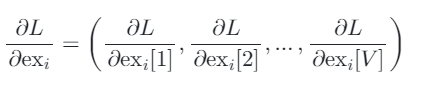 ∂L/∂ex_i = ( ∂L/∂ex_i[1], ∂L/∂ex_i[2], ..., ∂L/∂ex_i[V] )